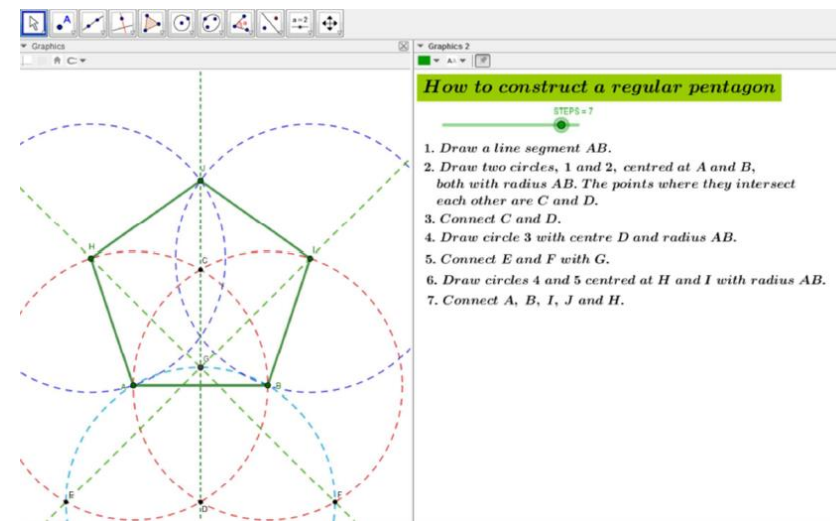 A
a=2
Graphics
Graphics 2
How to construct a regular pentagon
STEPS = 7
1. Draw a line segment AB.
2. Draw two circles, 1 and 2, centred at A and B,
both with radius AB. The points where they intersect
each other are C and D.
3. Connect C and D.
4. Draw circle 3 with centre D and radius AB.
5. Connect E and F with G.
6. Draw circles 4 and 5 centred at H and I with radius AB.
7. Connect A, B, I, J and H.
J
H
I
C
G
A
B
E
F
D